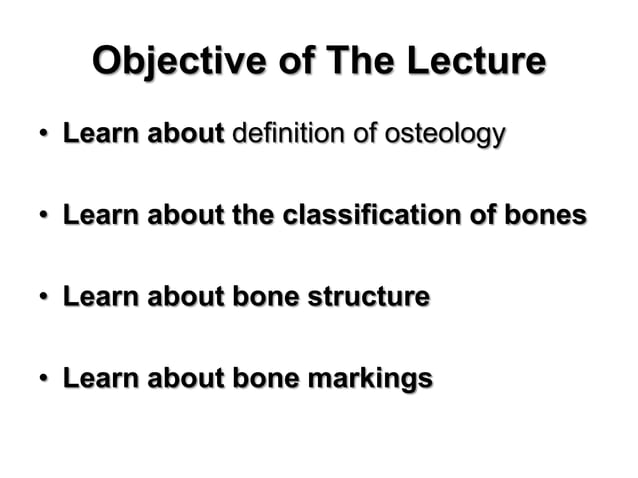 Objective of The Lecture
• Learn about definition of osteology
• Learn about the classification of bones
• Learn about bone structure
• Learn about bone markings